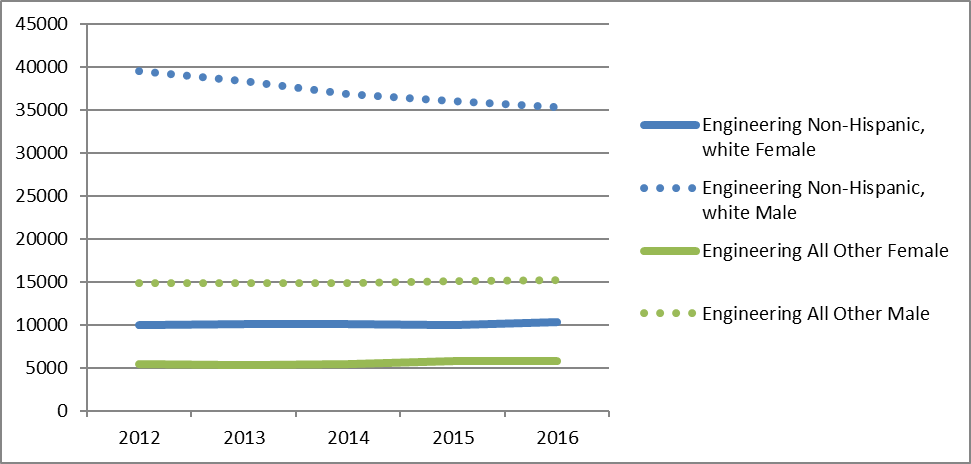 45000
40000
35000
30000
25000
20000
15000
10000
5000
0
2012 2013 2014 2015 2016
Engineering Non-Hispanic,
white Female
Engineering Non-Hispanic,
white Male
Engineering All Other Female
Engineering All Other Male